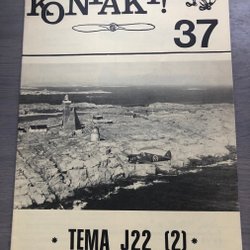 KONTAKT!
37
* TEMA J22 (2) *